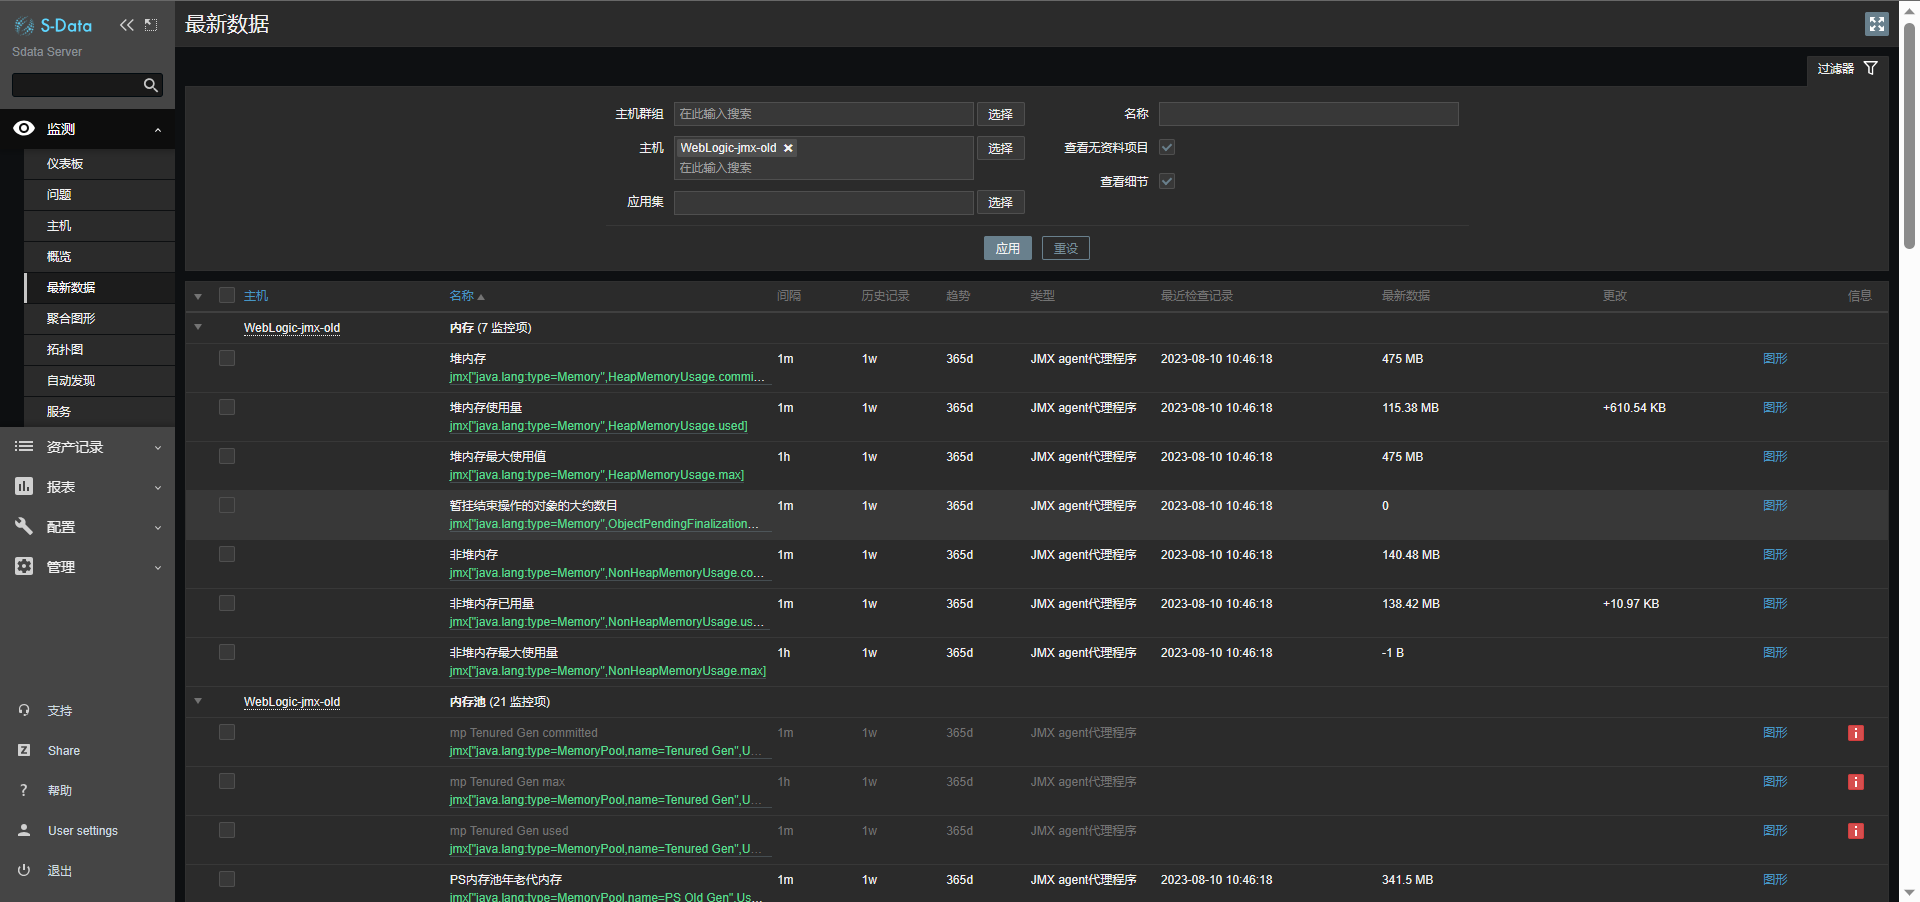 S-Data
Sdata Server
监测
仪表板
问题
主机
概览
最新数据
聚合图形
拓扑图
自动发现
服务
资产记录
报表
配置
管理
支持
Z Share
? 帮助
User settings
退出
最新数据
过滤器
主机群组 在此输入搜索 选择 名称
主机 WebLogic-jmx-old 选择 查看无资料项目
在此输入搜索
查看细节
应用集 选择
应用 重设
主机 名称 间隔 历史记录 趋势 类型 最近检查记录 最新数据 更改 信息
WebLogic-jmx-old 内存 (7 监控项)
堆内存 1m 1w 365d JMX agent代理程序 2023-08-10 10:46:18 475 MB 图形
jmx["java.lang:type=Memory",HeapMemoryUsage.commi...
堆内存使用量 1m 1w 365d JMX agent代理程序 2023-08-10 10:46:18 115.38 MB +610.54 KB 图形
jmx["java.lang:type=Memory",HeapMemoryUsage.used]
堆内存最大使用值 1h 1w 365d JMX agent代理程序 2023-08-10 10:46:18 475 MB 图形
jmx["java.lang:type=Memory",HeapMemoryUsage.max]
暂挂结束操作的对象的大约数目 1m 1w 365d JMX agent代理程序 2023-08-10 10:46:18 0 图形
jmx["java.lang:type=Memory",ObjectPendingFinalization...
非堆内存 1m 1w 365d JMX agent代理程序 2023-08-10 10:46:18 140.48 MB 图形
jmx["java.lang:type=Memory",NonHeapMemoryUsage.co...
非堆内存已用量 1m 1w 365d JMX agent代理程序 2023-08-10 10:46:18 138.42 MB +10.97 KB 图形
jmx["java.lang:type=Memory",NonHeapMemoryUsage.us...
非堆内存最大使用量 1h 1w 365d JMX agent代理程序 2023-08-10 10:46:18 -1 B 图形
jmx["java.lang:type=Memory",NonHeapMemoryUsage.max]
WebLogic-jmx-old 内存池 (21 监控项)
mp Tenured Gen committed 1m 1w 365d JMX agent代理程序 图形 i
jmx["java.lang:type=MemoryPool,name=Tenured Gen",U...
mp Tenured Gen max 1h 1w 365d JMX agent代理程序 图形 i
jmx["java.lang:type=MemoryPool,name=Tenured Gen",U...
mp Tenured Gen used 1m 1w 365d JMX agent代理程序 图形 i
jmx["java.lang:type=MemoryPool,name=Tenured Gen",U...
PS内存池年老代内存 1m 1w 365d JMX agent代理程序 2023-08-10 10:46:18 341.5 MB 图形
jmx["java.lang:type=MemoryPool,name=PS Old Gen",Us...